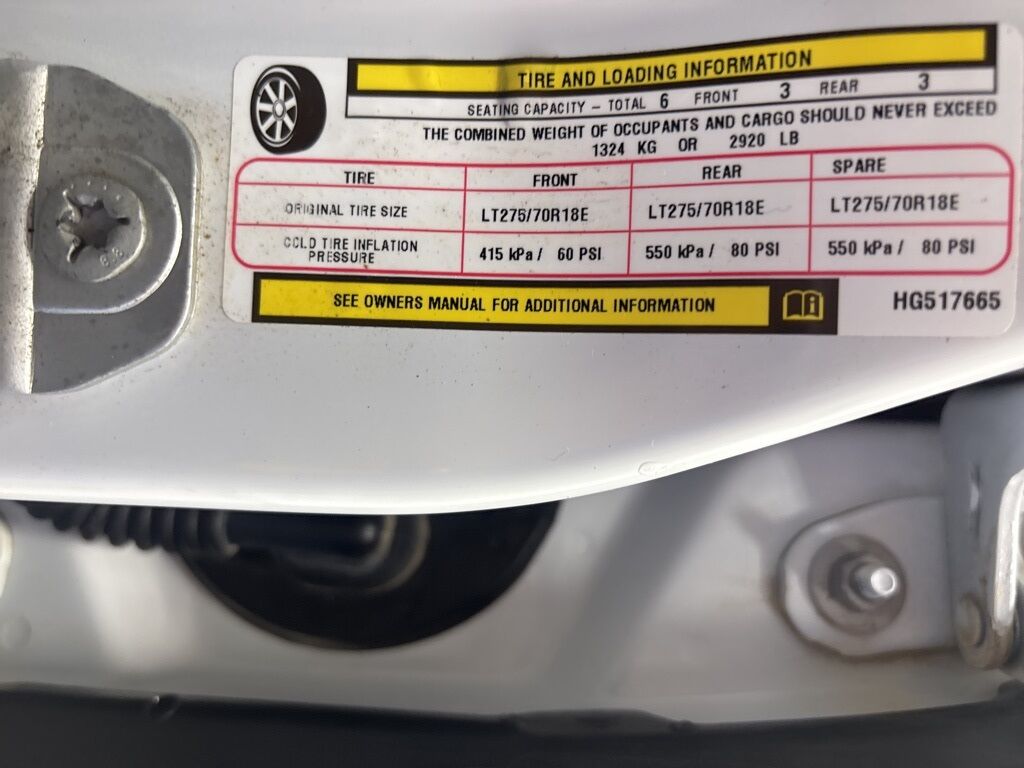 TIRE AND LOADING INFORMATION
SEATING CAPACITY – TOTAL 6 FRONT 3 REAR 3
THE COMBINED WEIGHT OF OCCUPANTS AND CARGO SHOULD NEVER EXCEED
1324 KG OR 2920 LB
TIRE FRONT REAR SPARE
ORIGINAL TIRE SIZE LT275/70R18E LT275/70R18E LT275/70R18E
COLD TIRE INFLATION PRESSURE 415 kPa / 60 PSI 550 kPa / 80 PSI 550 kPa / 80 PSI
SEE OWNERS MANUAL FOR ADDITIONAL INFORMATION
HG517665